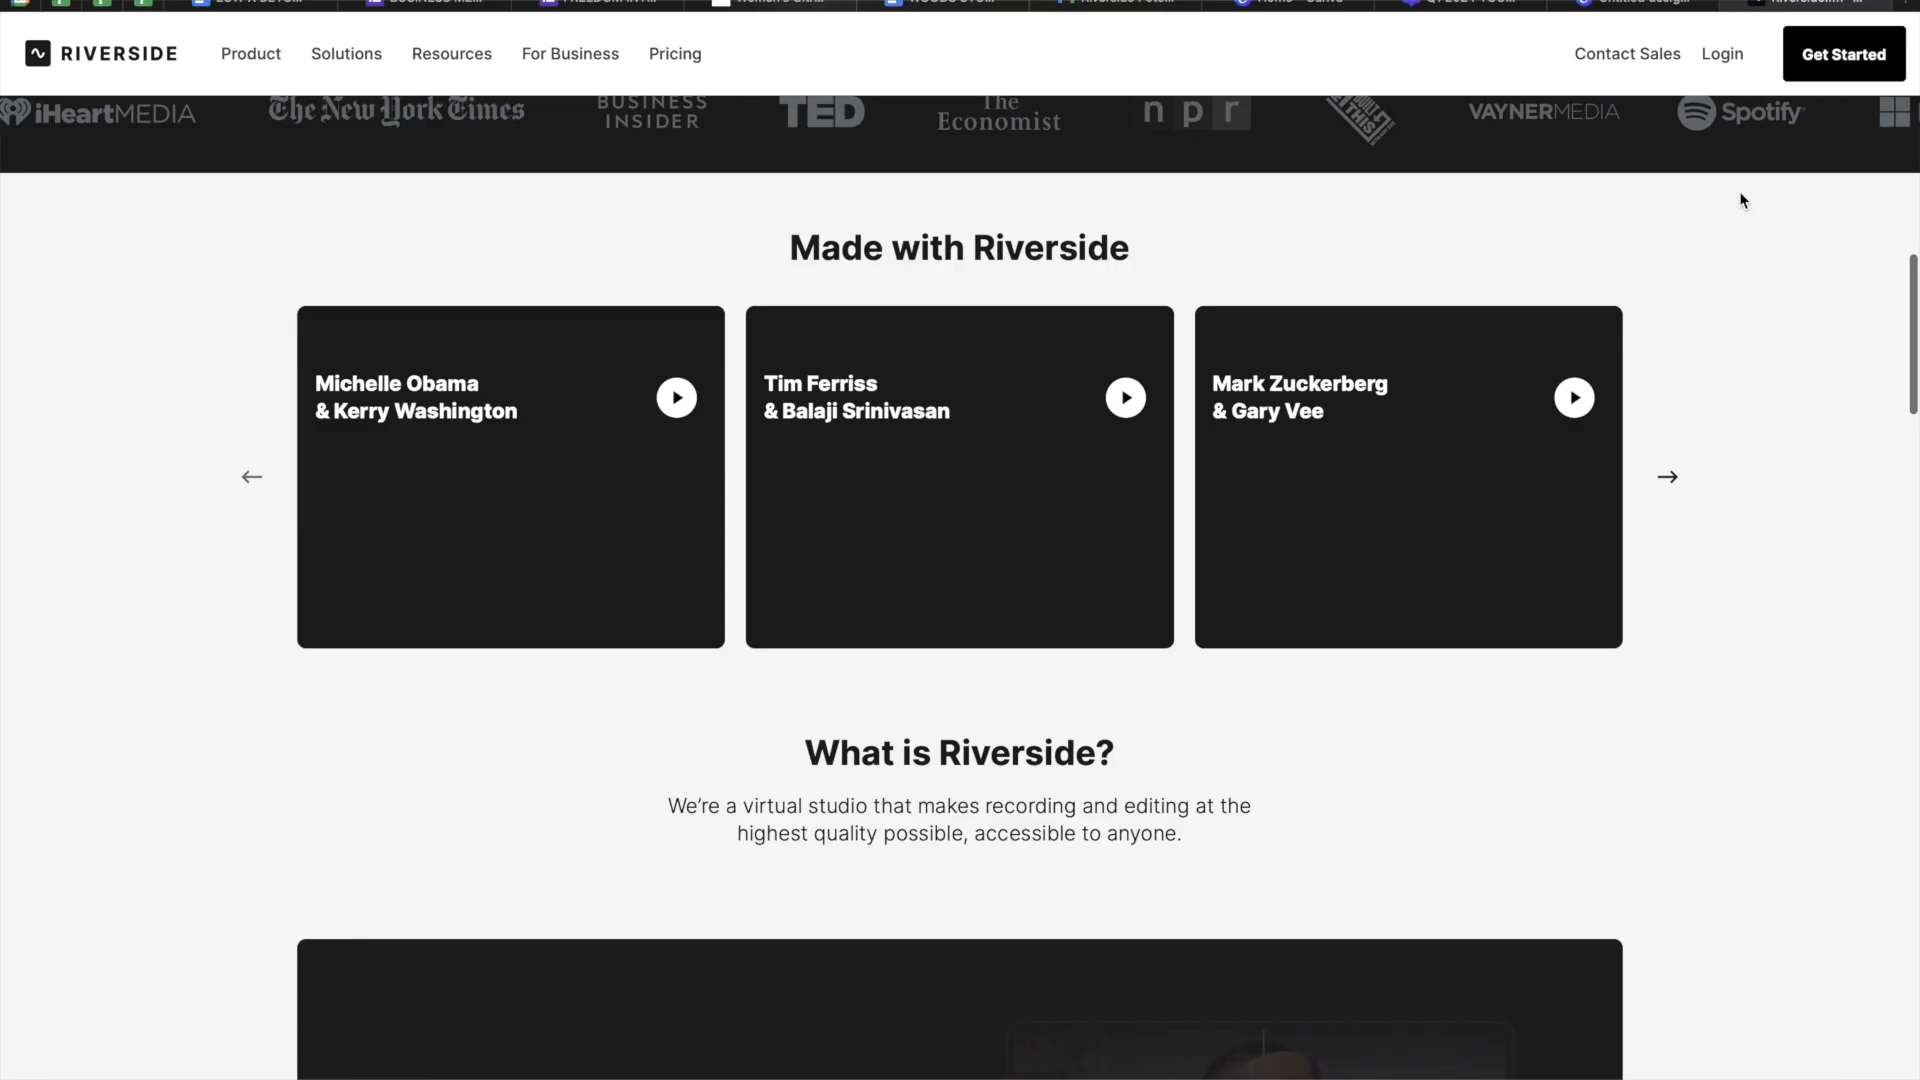 RIVERSIDE Product Solutions Resources For Business Pricing Contact Sales Login Get Started
iHeartMEDIA The New York Times BUSINESS INSIDER TED The Economist npr BUILT THIS VAYNERMEDIA Spotify
Made with Riverside
Michelle Obama
& Kerry Washington
Tim Ferriss
& Balaji Srinivasan
Mark Zuckerberg
& Gary Vee
What is Riverside?
We're a virtual studio that makes recording and editing at the
highest quality possible, accessible to anyone.